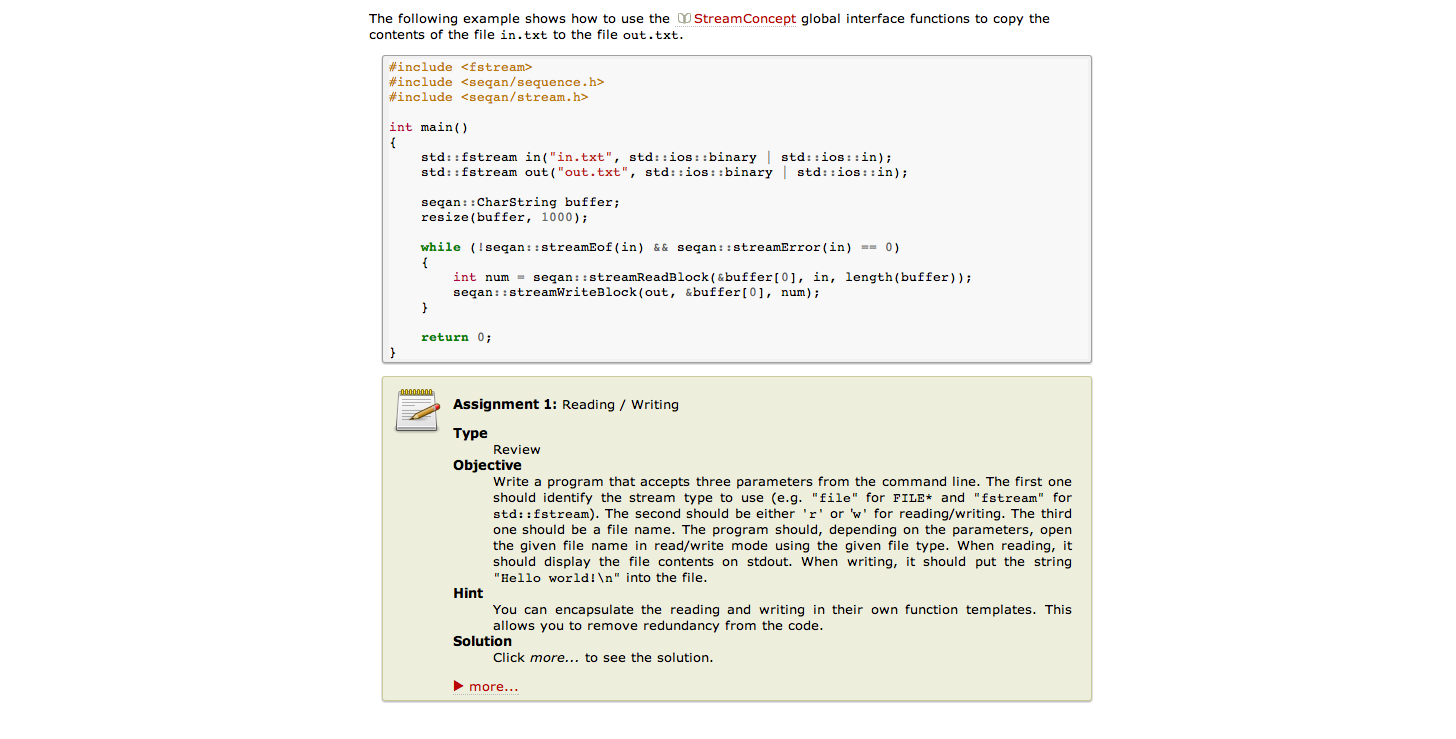 The following example shows how to use the StreamConcept global interface functions to copy the
contents of the file in.txt to the file out.txt.
#include <fstream>
#include <seqan/sequence.h>
#include <seqan/stream.h>
int main()
{
    std::fstream in("in.txt", std::ios::binary | std::ios::in);
    std::fstream out("out.txt", std::ios::binary | std::ios::in);
    seqan::CharString buffer;
    resize(buffer, 1000);
    while (!seqan::streamEof(in) && seqan::streamError(in) == 0)
    {
        int num = seqan::streamReadBlock(&buffer[0], in, length(buffer));
        seqan::streamWriteBlock(out, &buffer[0], num);
    }
    return 0;
}
Assignment 1: Reading / Writing
Type
Review
Objective
Write a program that accepts three parameters from the command line. The first one
should identify the stream type to use (e.g. "file" for FILE* and "fstream" for
std::fstream). The second should be either 'r' or 'w' for reading/writing. The third
one should be a file name. The program should, depending on the parameters, open
the given file name in read/write mode using the given file type. When reading, it
should display the file contents on stdout. When writing, it should put the string
"Hello world!\n" into the file.
Hint
You can encapsulate the reading and writing in their own function templates. This
allows you to remove redundancy from the code.
Solution
Click more... to see the solution.
more...